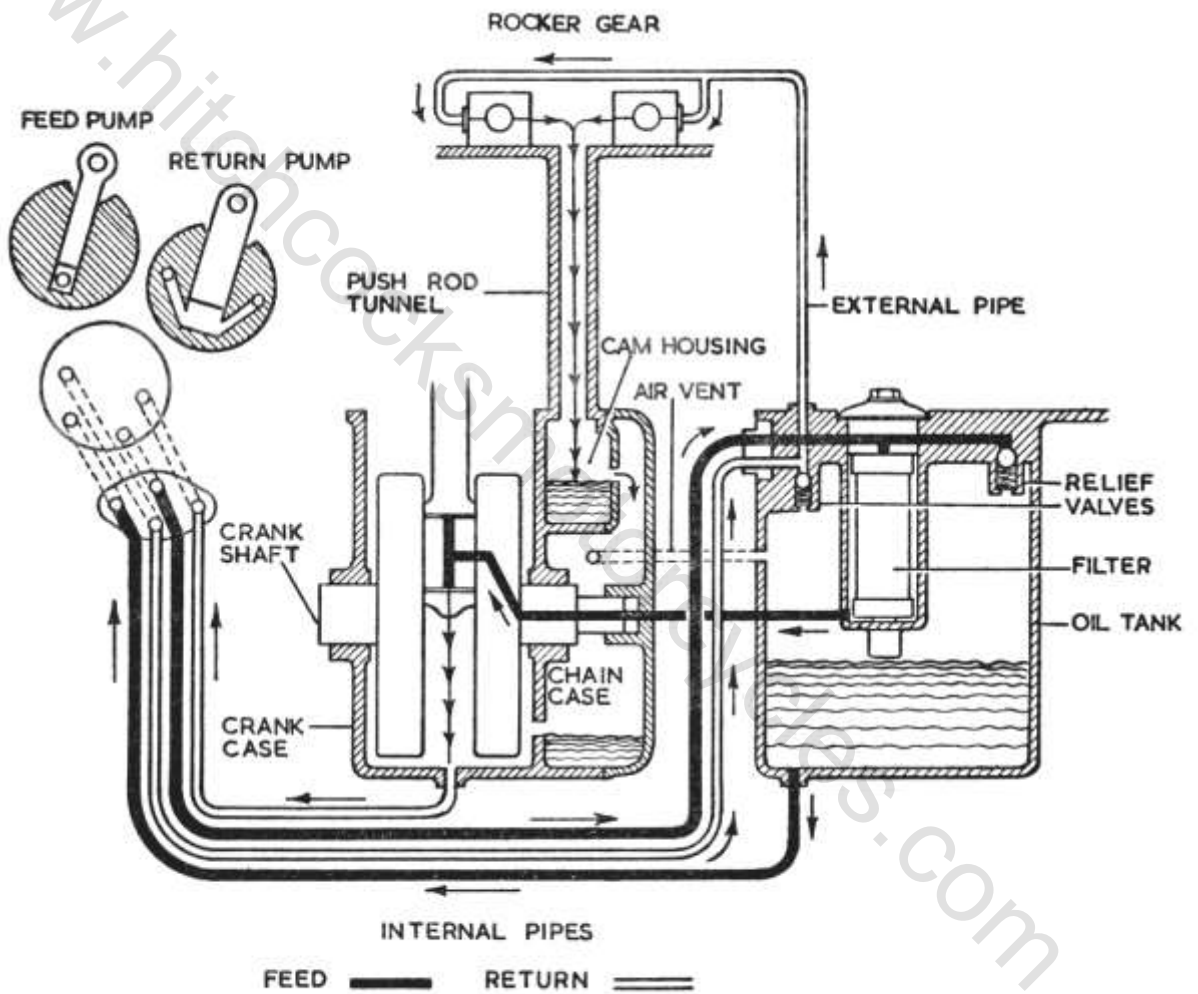 ROCKER GEAR
FEED PUMP
RETURN PUMP
PUSH ROD
TUNNEL
EXTERNAL PIPE
CAM HOUSING
AIR VENT
RELIEF
VALVES
CRANK
SHAFT
FILTER
OIL TANK
CHAIN
CASE
CRANK
CASE
INTERNAL PIPES
FEED
RETURN
w.hitchcocksmotorcycles.com